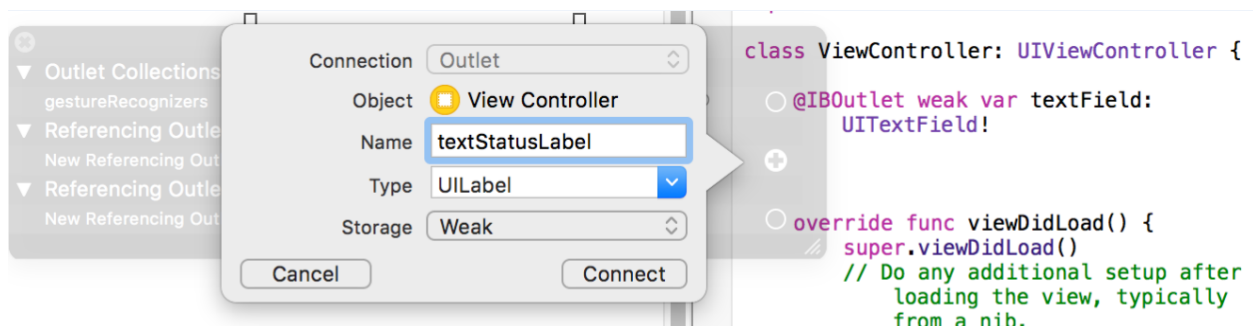 Outlet Collections
gestureRecognizers
Referencing Outle
New Referencing Out
Referencing Outle
New Referencing Out
Connection Outlet
Object View Controller
Name textStatusLabel
Type UILabel
Storage Weak
Cancel Connect
class ViewController: UIViewController {
@IBOutlet weak var textField:
UITextField!
override func viewDidLoad() {
super.viewDidLoad()
// Do any additional setup after
loading the view, typically
from a nib.